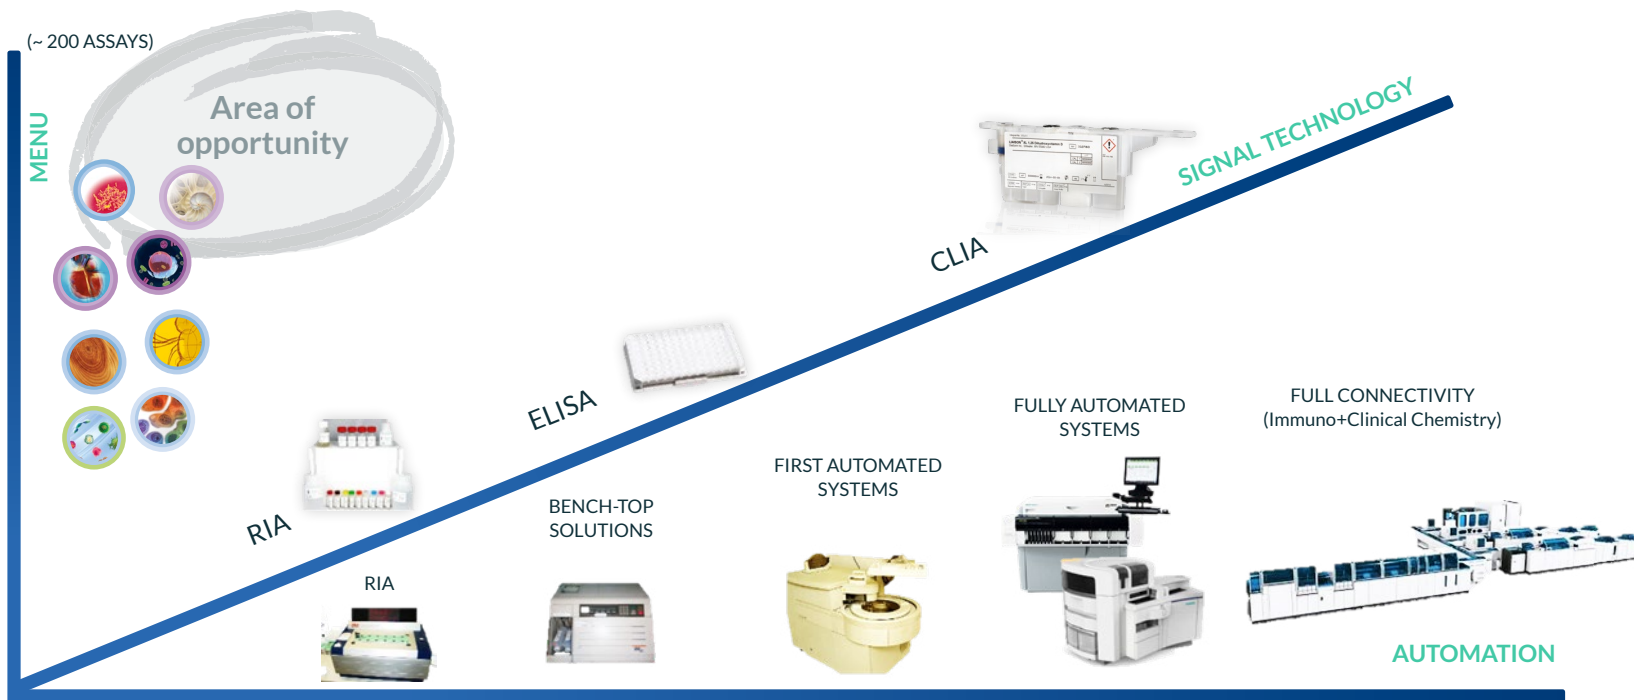 (~ 200 ASSAYS)
MENU
Area of
opportunity
SIGNAL TECHNOLOGY
CLIA
ELISA
RIA
FULL CONNECTIVITY
(Immuno+Clinical Chemistry)
FULLY AUTOMATED
SYSTEMS
FIRST AUTOMATED
SYSTEMS
BENCH-TOP
SOLUTIONS
RIA
AUTOMATION